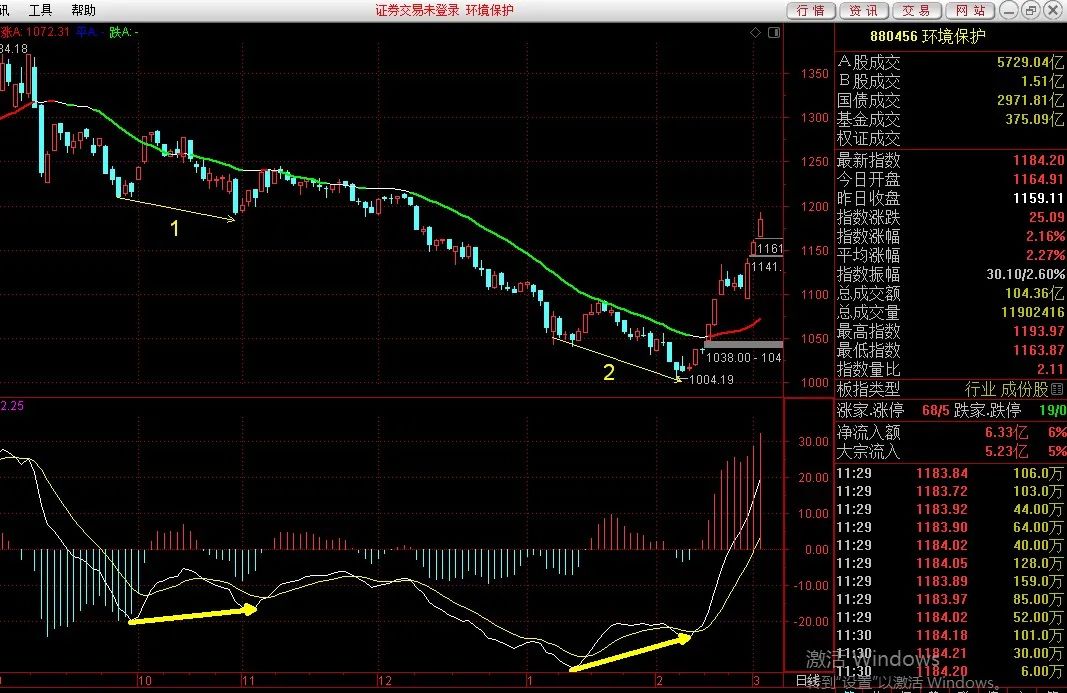 讯 工具 帮助 证券交易未登录 环境保护 行情 资讯 交易 网站
涨A: 1072.31 平A: - 跌A: -
880456 环境保护
84.18
1350
1300
1250
1200
1150
1100
1050
1000
1
2
1161
1141.
1038.00 - 104
1004.19
A股成交 5729.04亿
B股成交 1.51亿
国债成交 2971.81亿
基金成交 375.09亿
权证成交
最新指数 1184.20
今日开盘 1164.91
昨日收盘 1159.11
指数涨跌 25.09
指数涨幅 2.16%
平均涨幅 2.27%
指数振幅 30.10/2.60%
总成交额 104.36亿
总成交量 11902416
最高指数 1193.97
最低指数 1163.87
指数量比 2.11
板指类型 行业 成份股
涨家.涨停 68/5 跌家.跌停 19/0
净流入额 6.33亿 6%
大宗流入 5.23亿 5%
2.25
30.00
20.00
10.00
0.00
-10.00
-20.00
11:29 1183.84 106.0万
11:29 1183.72 103.0万
11:29 1183.92 44.00万
11:29 1183.90 64.00万
11:29 1184.02 40.00万
11:29 1184.05 128.0万
11:29 1183.89 159.0万
11:29 1183.97 85.00万
11:29 1184.02 52.00万
11:30 1184.18 101.0万
11:30 1184.21 30.00万
11:30 1184.20 6.00万
激活 Windows
转到"设置"以激活 Windows。
10 11 12 1 2 3 日线